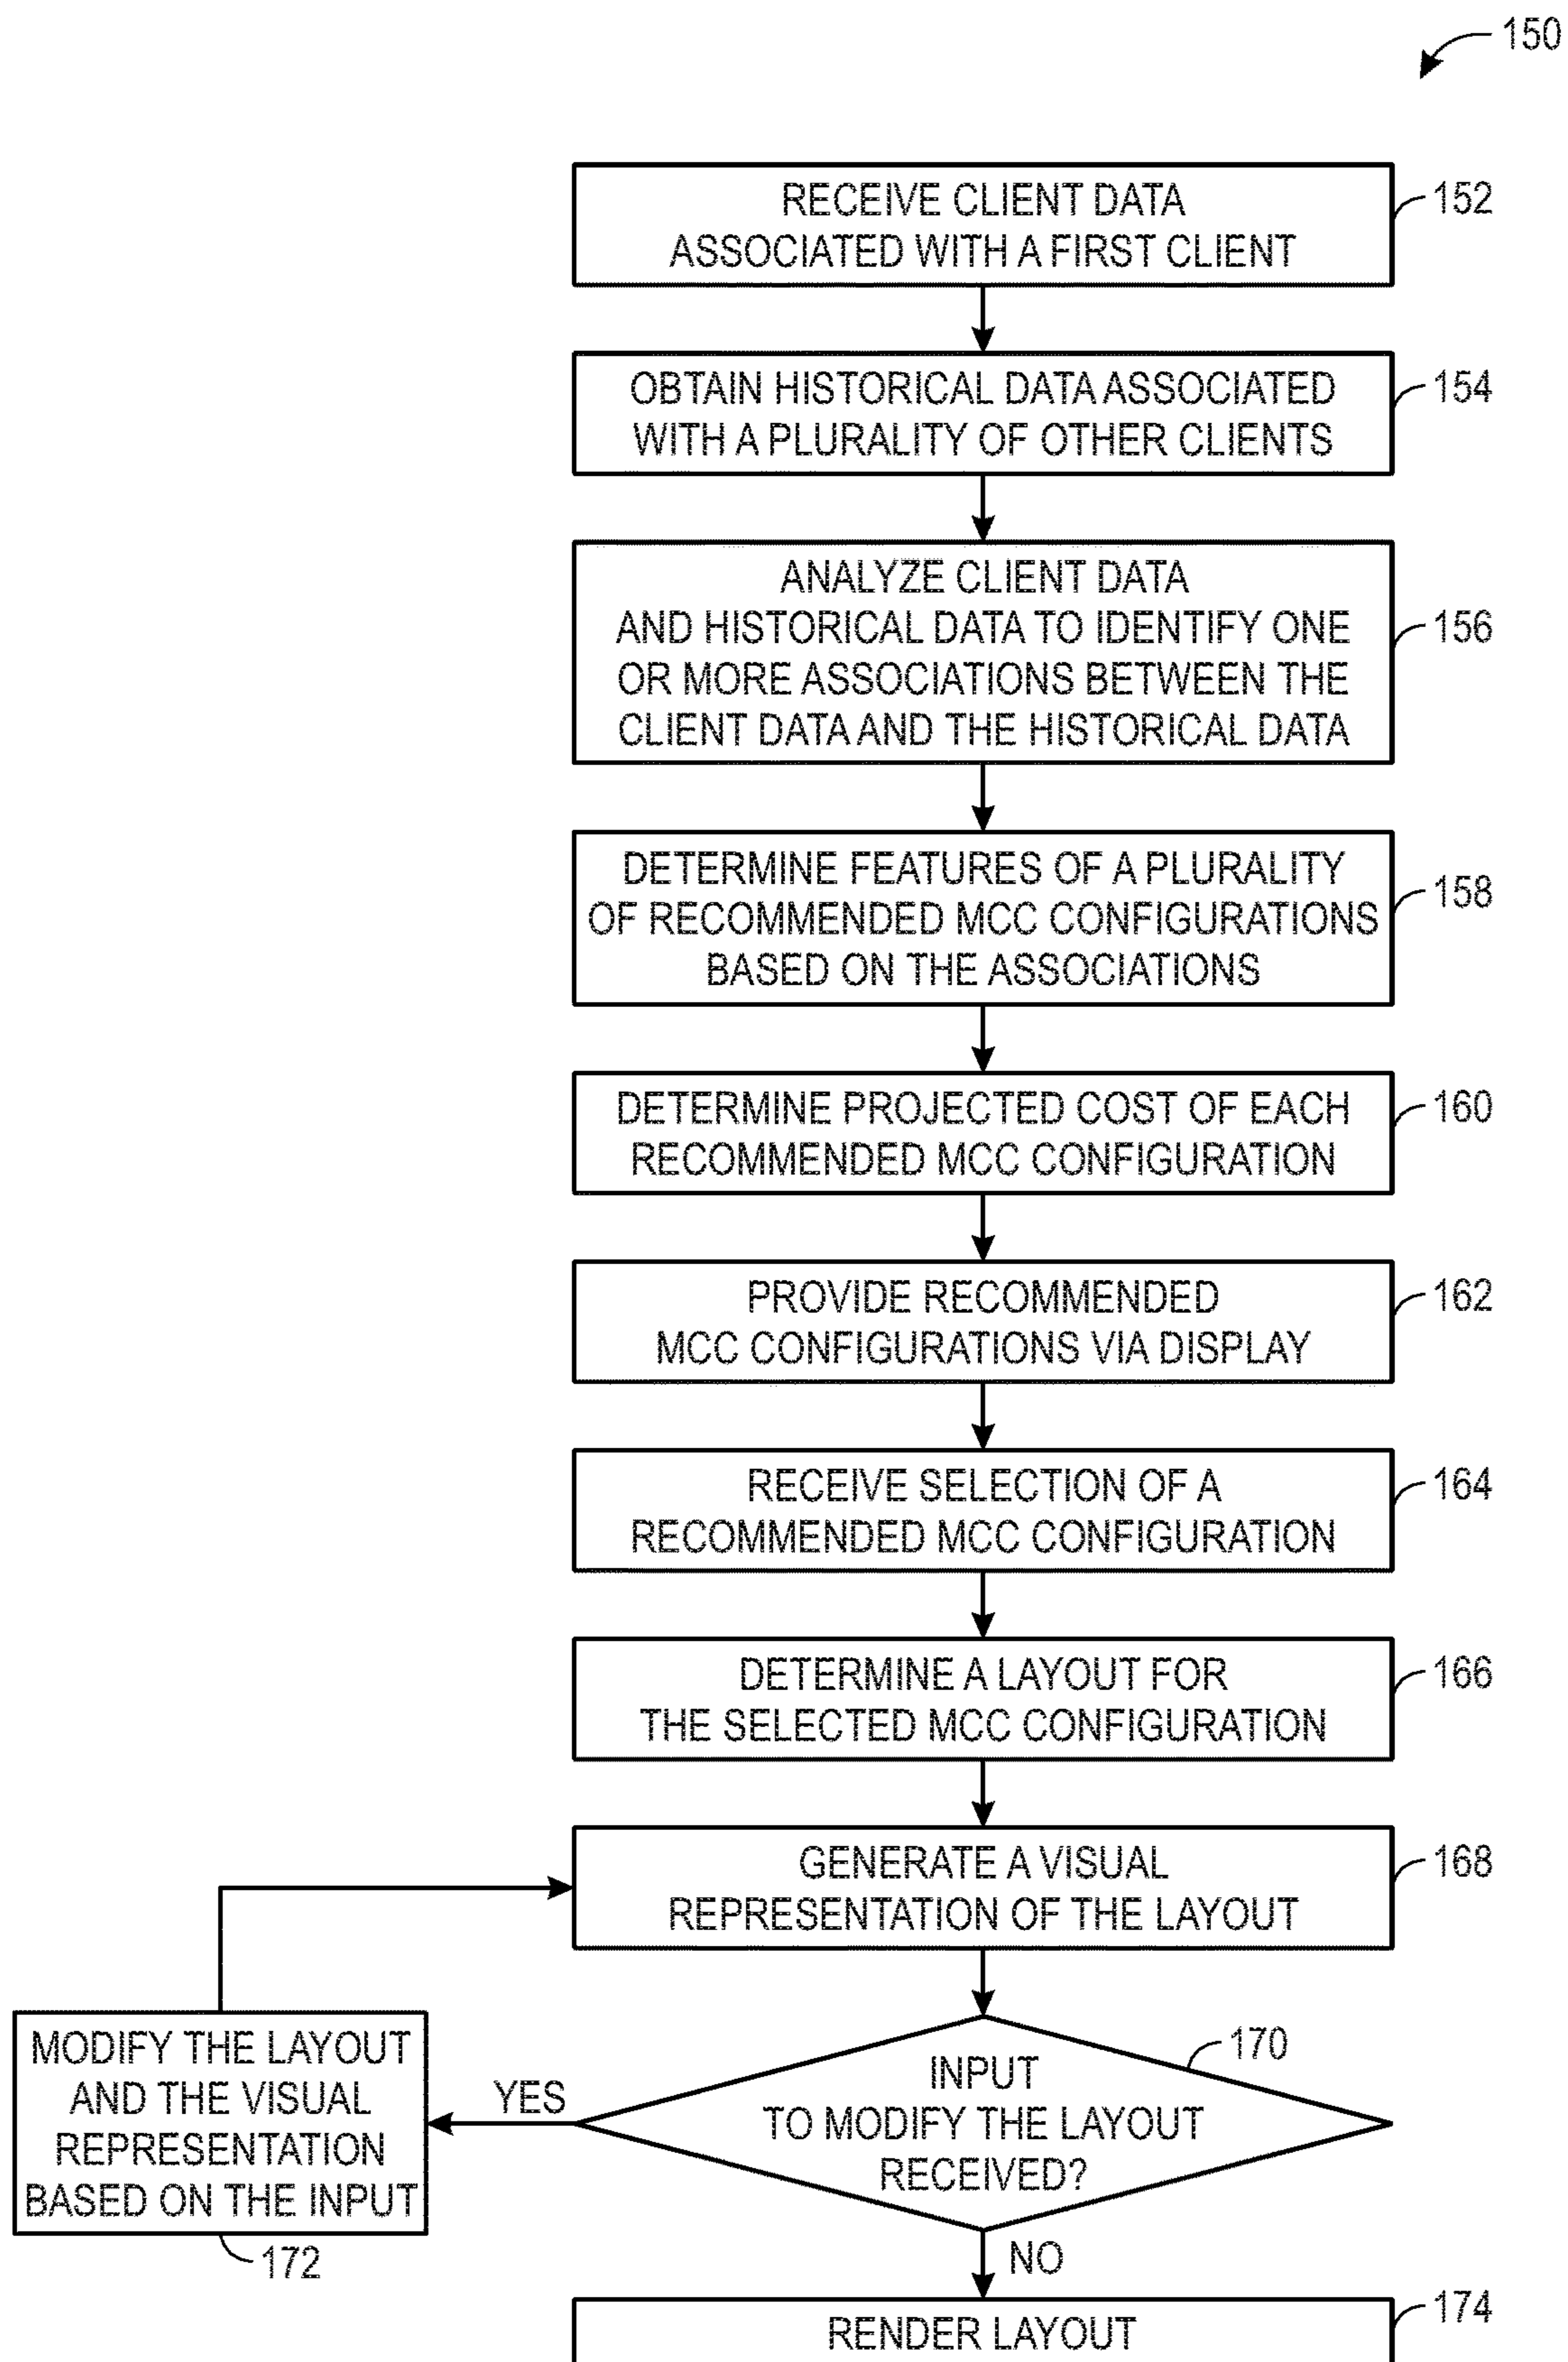 150
RECEIVE CLIENT DATA
ASSOCIATED WITH A FIRST CLIENT
152
OBTAIN HISTORICAL DATA ASSOCIATED
WITH A PLURALITY OF OTHER CLIENTS
154
ANALYZE CLIENT DATA
AND HISTORICAL DATA TO IDENTIFY ONE
OR MORE ASSOCIATIONS BETWEEN THE
CLIENT DATA AND THE HISTORICAL DATA
156
DETERMINE FEATURES OF A PLURALITY
OF RECOMMENDED MCC CONFIGURATIONS
BASED ON THE ASSOCIATIONS
158
DETERMINE PROJECTED COST OF EACH
RECOMMENDED MCC CONFIGURATION
160
PROVIDE RECOMMENDED
MCC CONFIGURATIONS VIA DISPLAY
162
RECEIVE SELECTION OF A
RECOMMENDED MCC CONFIGURATION
164
DETERMINE A LAYOUT FOR
THE SELECTED MCC CONFIGURATION
166
GENERATE A VISUAL
REPRESENTATION OF THE LAYOUT
168
INPUT
TO MODIFY THE LAYOUT
RECEIVED?
170
YES
MODIFY THE LAYOUT
AND THE VISUAL
REPRESENTATION
BASED ON THE INPUT
172
NO
RENDER LAYOUT
174